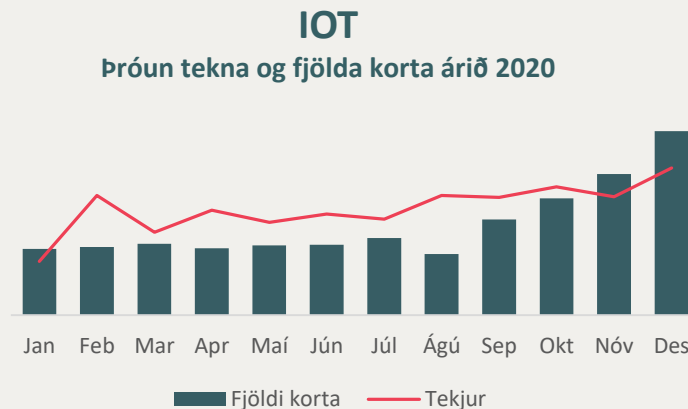 IOT
Þróun tekna og fjölda korta árið 2020
Jan Feb Mar Apr Maí Jún Júl Ágú Sep Okt Nóv Des
Fjöldi korta Tekjur